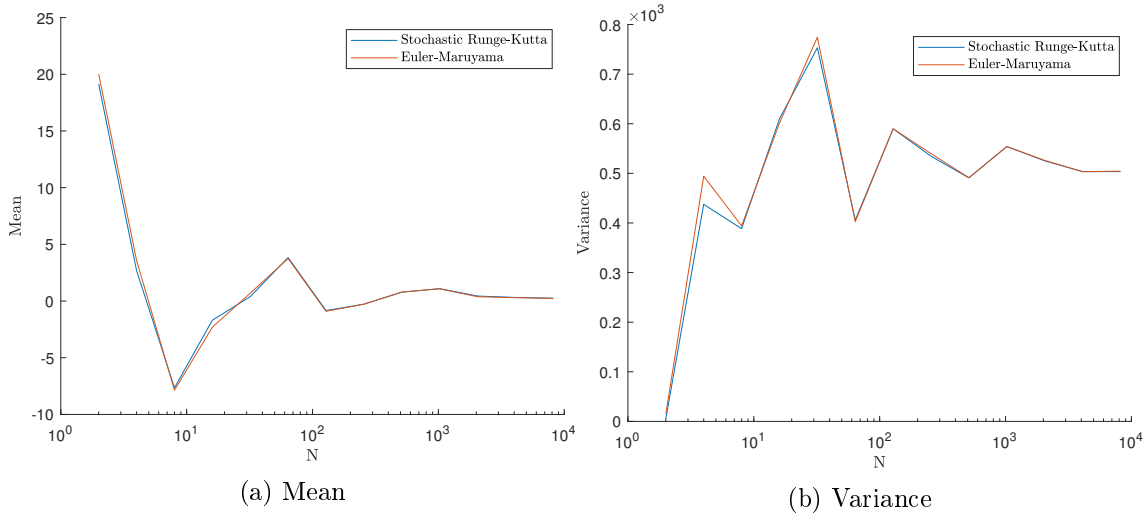 25
20
15
10
5
0
-5
-10
Mean
10^0
10^1
10^2
10^3
10^4
N
Stochastic Runge-Kutta
Euler-Maruyama
(a) Mean
×10^3
0.8
0.7
0.6
0.5
0.4
0.3
0.2
0.1
0
Variance
10^0
10^1
10^2
10^3
10^4
N
Stochastic Runge-Kutta
Euler-Maruyama
(b) Variance